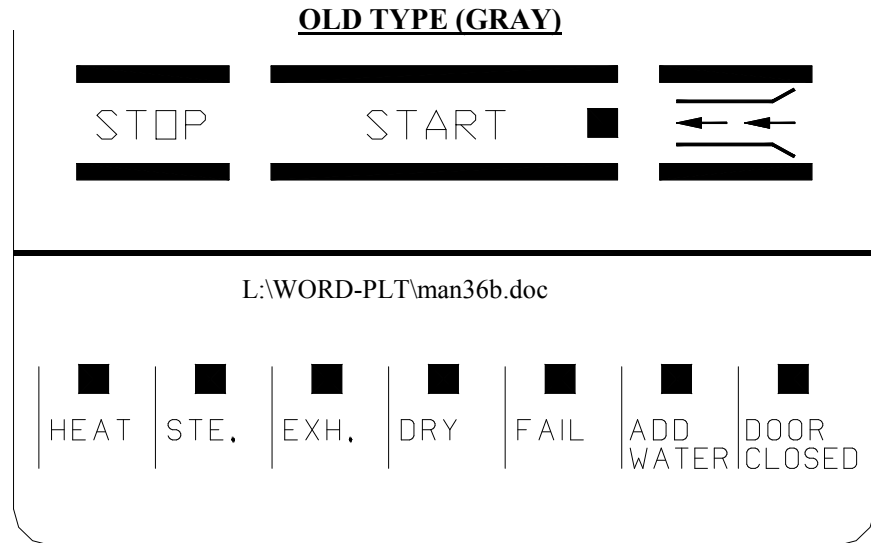 OLD TYPE (GRAY)
STOP START
L:\WORD-PLT\man36b.doc
HEAT STE. EXH. DRY FAIL ADD WATER DOOR CLOSED